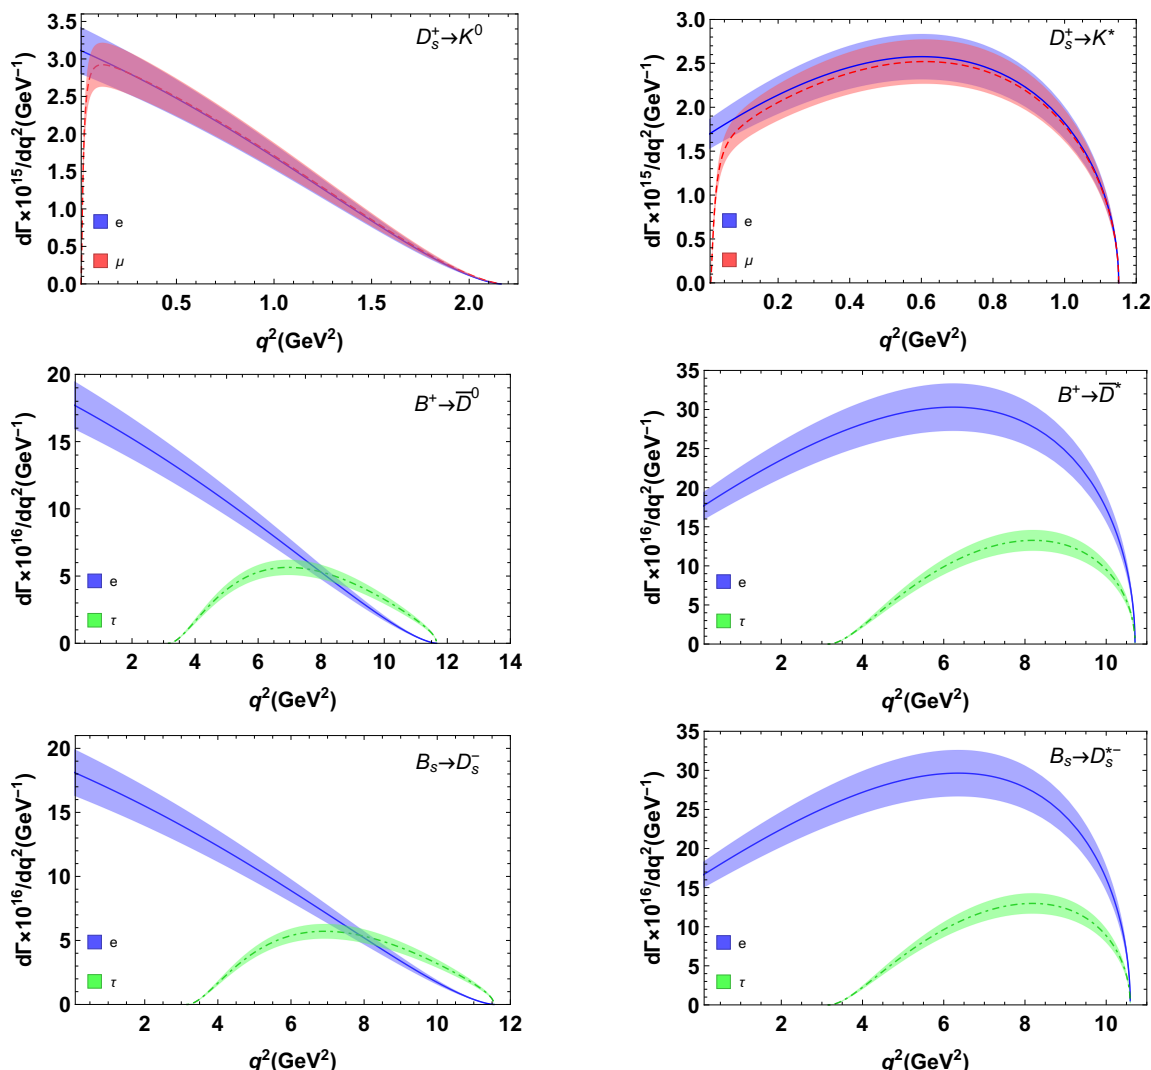 D_s^+→K^0
dΓ×10^15/dq^2(GeV^-1)
3.5
3.0
2.5
2.0
1.5
1.0
0.5
0.0
e
μ
0.5 1.0 1.5 2.0
q^2(GeV^2)
D_s^+→K^*
dΓ×10^15/dq^2(GeV^-1)
3.0
2.5
2.0
1.5
1.0
0.5
0.0
e
μ
0.2 0.4 0.6 0.8 1.0 1.2
q^2(GeV^2)
B^+→D̅^0
dΓ×10^16/dq^2(GeV^-1)
20
15
10
5
0
e
τ
2 4 6 8 10 12 14
q^2(GeV^2)
B^+→D̅^*
dΓ×10^16/dq^2(GeV^-1)
35
30
25
20
15
10
5
0
e
τ
2 4 6 8 10
q^2(GeV^2)
B_s→D_s^-
dΓ×10^16/dq^2(GeV^-1)
20
15
10
5
0
e
τ
2 4 6 8 10 12
q^2(GeV^2)
B_s→D_s^*-
dΓ×10^16/dq^2(GeV^-1)
35
30
25
20
15
10
5
0
e
τ
2 4 6 8 10
q^2(GeV^2)